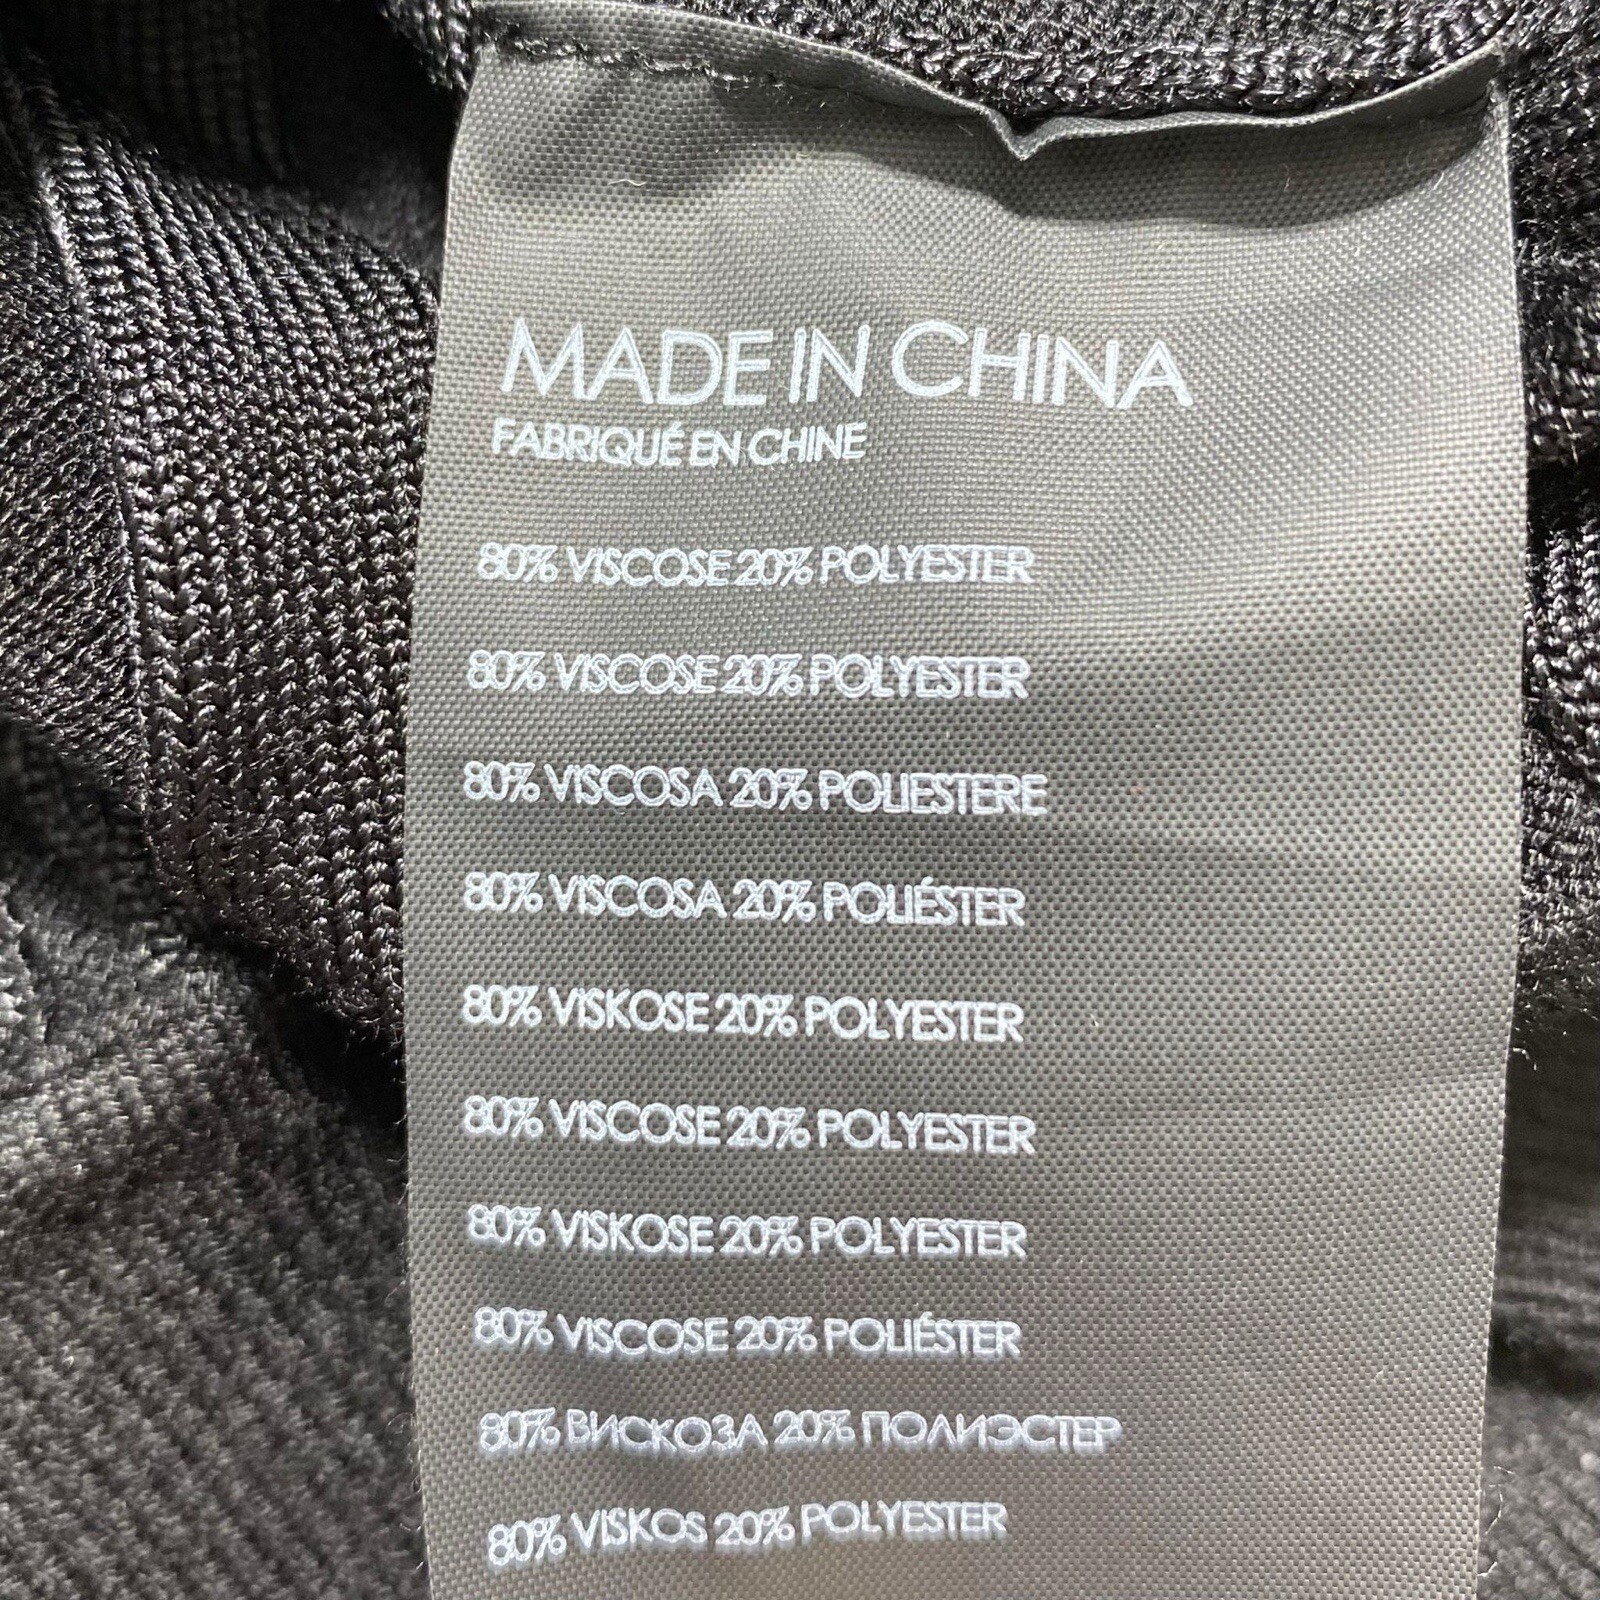 MADE IN CHINA
FABRIQUÉ EN CHINE
80% VISCOSE 20% POLYESTER
80% VISCOSE 20% POLYESTER
80% VISCOSA 20% POLIESTERE
80% VISCOSA 20% POLIÉSTER
80% VISKOSE 20% POLYESTER
80% VISCOSE 20% POLYESTER
80% VISKOSE 20% POLYESTER
80% VISCOSE 20% POLIÉSTER
80% ВИСКОЗА 20% ПОЛИЭСТЕР
80% VISKOS 20% POLYESTER